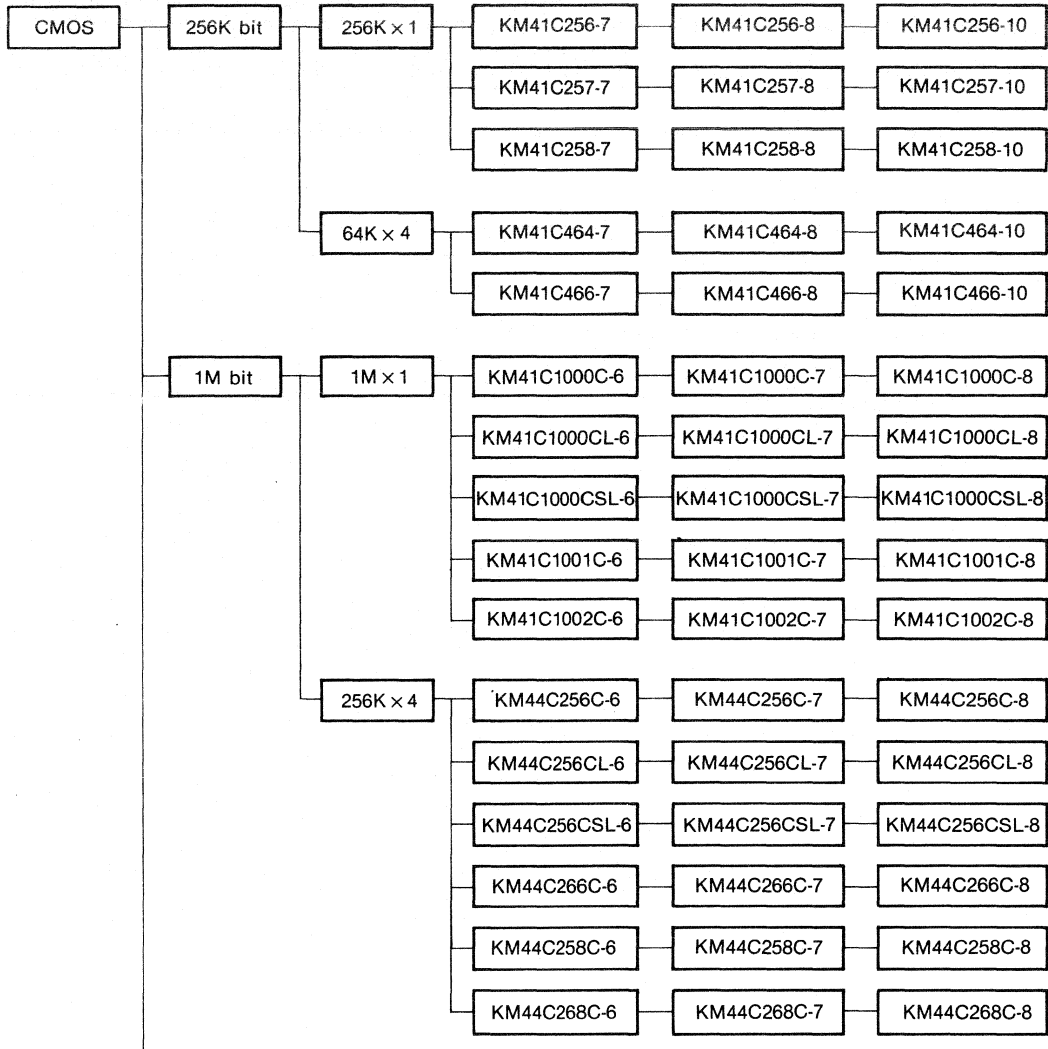 CMOS 256K bit 256K × 1 KM41C256-7 KM41C256-8 KM41C256-10
KM41C257-7 KM41C257-8 KM41C257-10
KM41C258-7 KM41C258-8 KM41C258-10
64K × 4 KM41C464-7 KM41C464-8 KM41C464-10
KM41C466-7 KM41C466-8 KM41C466-10
1M bit 1M × 1 KM41C1000C-6 KM41C1000C-7 KM41C1000C-8
KM41C1000CL-6 KM41C1000CL-7 KM41C1000CL-8
KM41C1000CSL-6 KM41C1000CSL-7 KM41C1000CSL-8
KM41C1001C-6 KM41C1001C-7 KM41C1001C-8
KM41C1002C-6 KM41C1002C-7 KM41C1002C-8
256K × 4 KM44C256C-6 KM44C256C-7 KM44C256C-8
KM44C256CL-6 KM44C256CL-7 KM44C256CL-8
KM44C256CSL-6 KM44C256CSL-7 KM44C256CSL-8
KM44C266C-6 KM44C266C-7 KM44C266C-8
KM44C258C-6 KM44C258C-7 KM44C258C-8
KM44C268C-6 KM44C268C-7 KM44C268C-8